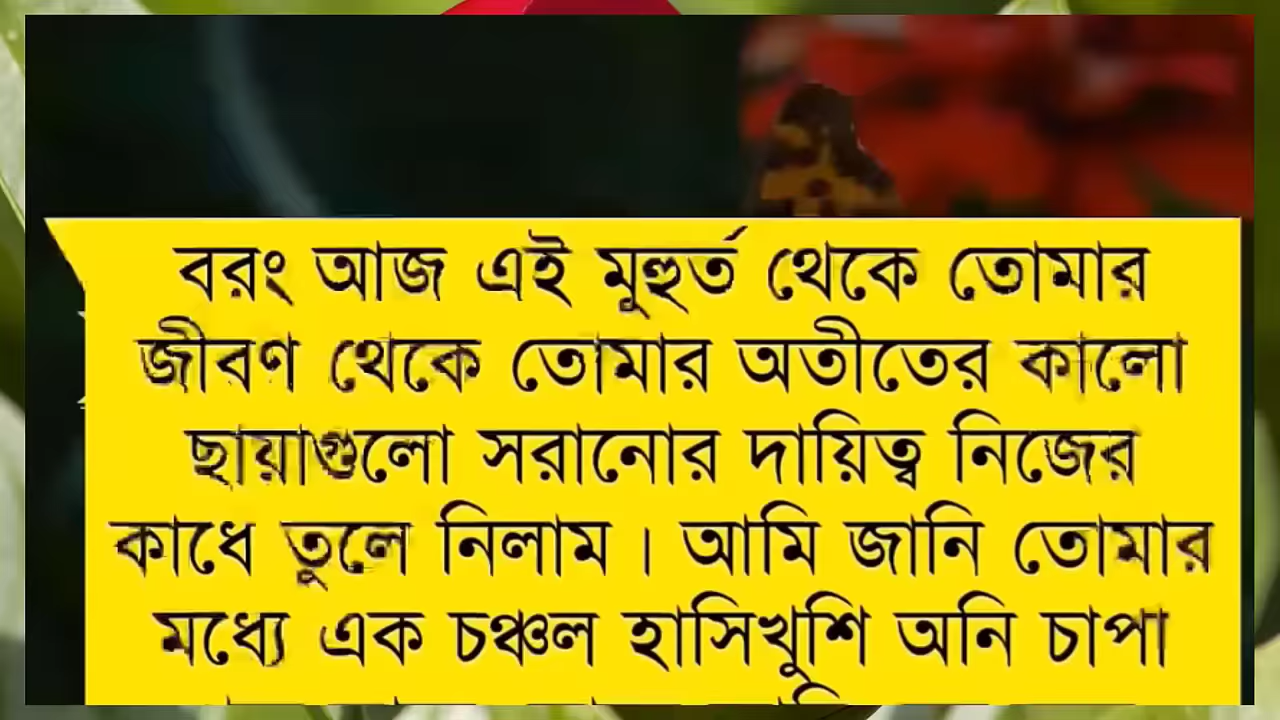 বরং আজ এই মুহুর্ত থেকে তোমার
জীবণ থেকে তোমার অতীতের কালো
ছায়াগুলো সরানোর দায়িত্ব নিজের
কাধে তুলে নিলাম । আমি জানি তোমার
মধ্যে এক চঞ্চল হাসিখুশি অনি চাপা